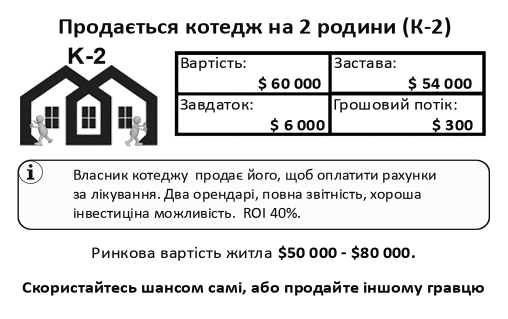 Продається котедж на 2 родини (К-2)
K-2
Вартість:
$ 60 000
Застава:
$ 54 000
Завдаток:
$ 6 000
Грошовий потік:
$ 300
i
Власник котеджу продає його, щоб оплатити рахунки
за лікування. Два орендарі, повна звітність, хороша
інвестиціна можливість. ROI 40%.
Ринкова вартість житла $50 000 - $80 000.
Скористайтесь шансом самі, або продайте іншому гравцю